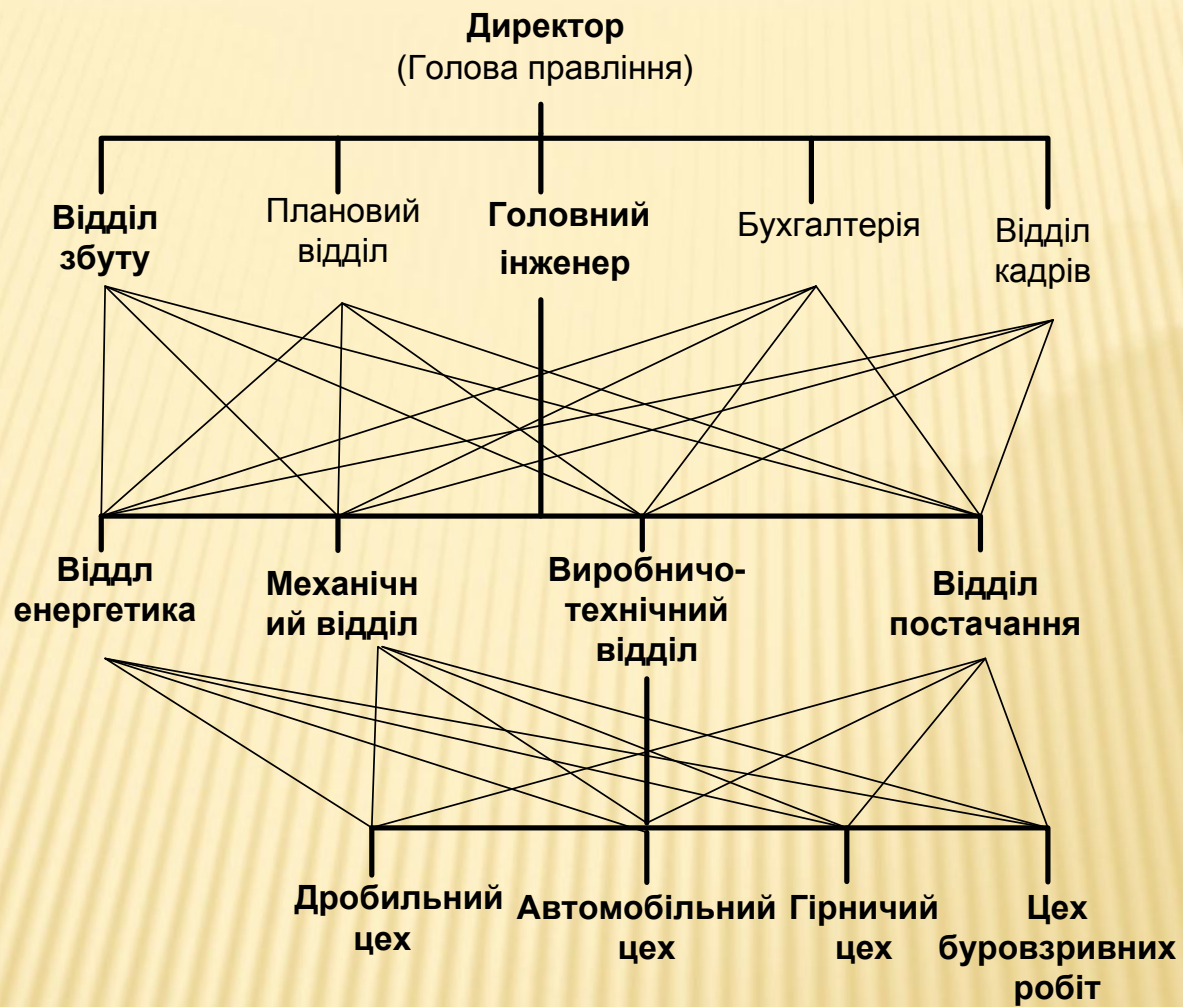 Директор
(Голова правління)
Відділ
збуту
Плановий
відділ
Головний
інженер
Бухгалтерія
Відділ
кадрів
Віддл
енергетика
Механічн
ий відділ
Виробничо-
технічний
відділ
Відділ
постачання
Дробильний
цех
Автомобільний
цех
Гірничий
цех
Цех
буровзривних
робіт